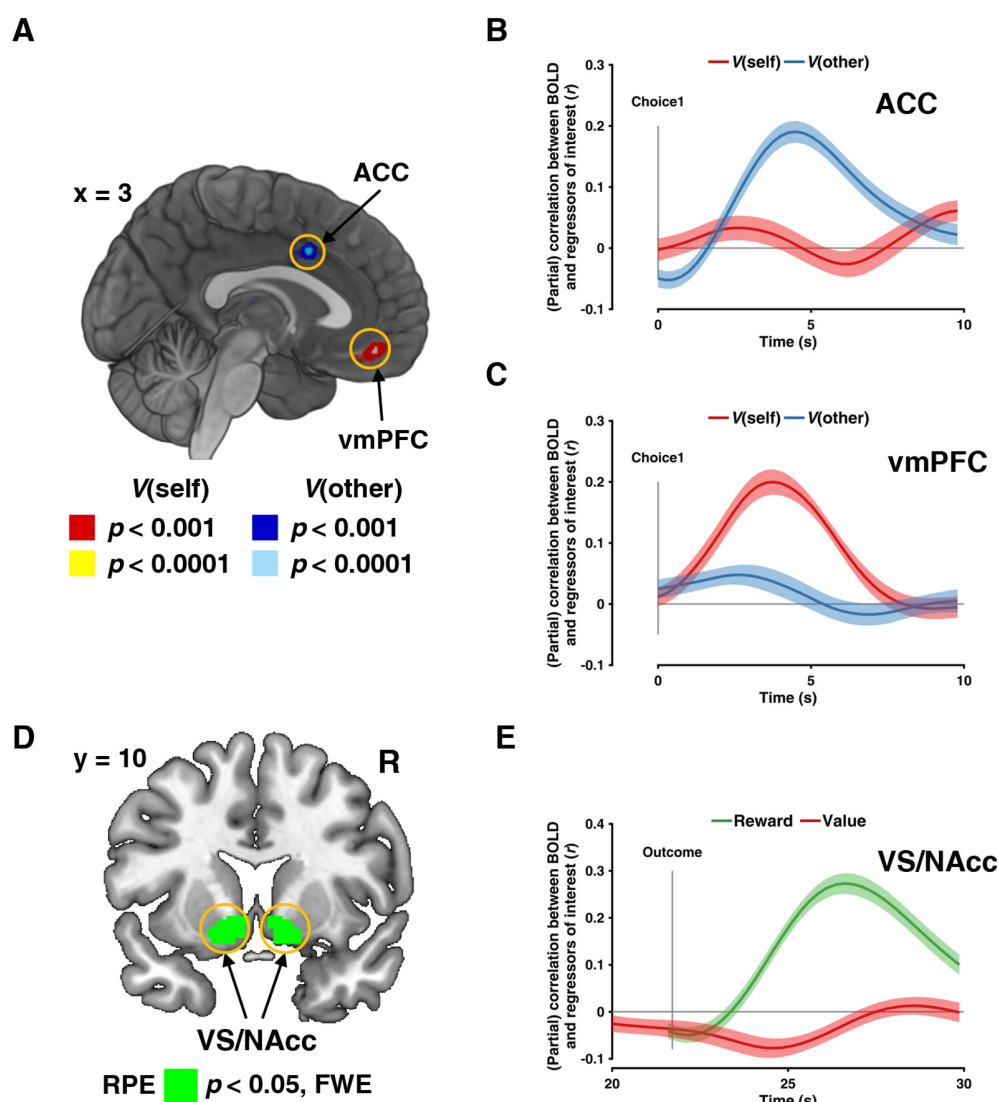 A
x = 3
ACC
vmPFC
V(self) V(other)
p < 0.001 p < 0.001
p < 0.0001 p < 0.0001
B
V(self) V(other)
ACC
Choice1
(Partial) correlation between BOLD
and regressors of interest (r)
0.3
0.2
0.1
0
-0.1
0 5 10
Time (s)
C
V(self) V(other)
vmPFC
Choice1
(Partial) correlation between BOLD
and regressors of interest (r)
0.3
0.2
0.1
0
-0.1
0 5 10
Time (s)
D
y = 10
R
VS/NAcc
RPE p < 0.05, FWE
E
Reward Value
VS/NAcc
Outcome
(Partial) correlation between BOLD
and regressors of interest (r)
0.4
0.3
0.2
0.1
0
-0.1
20 25 30
Time (s)